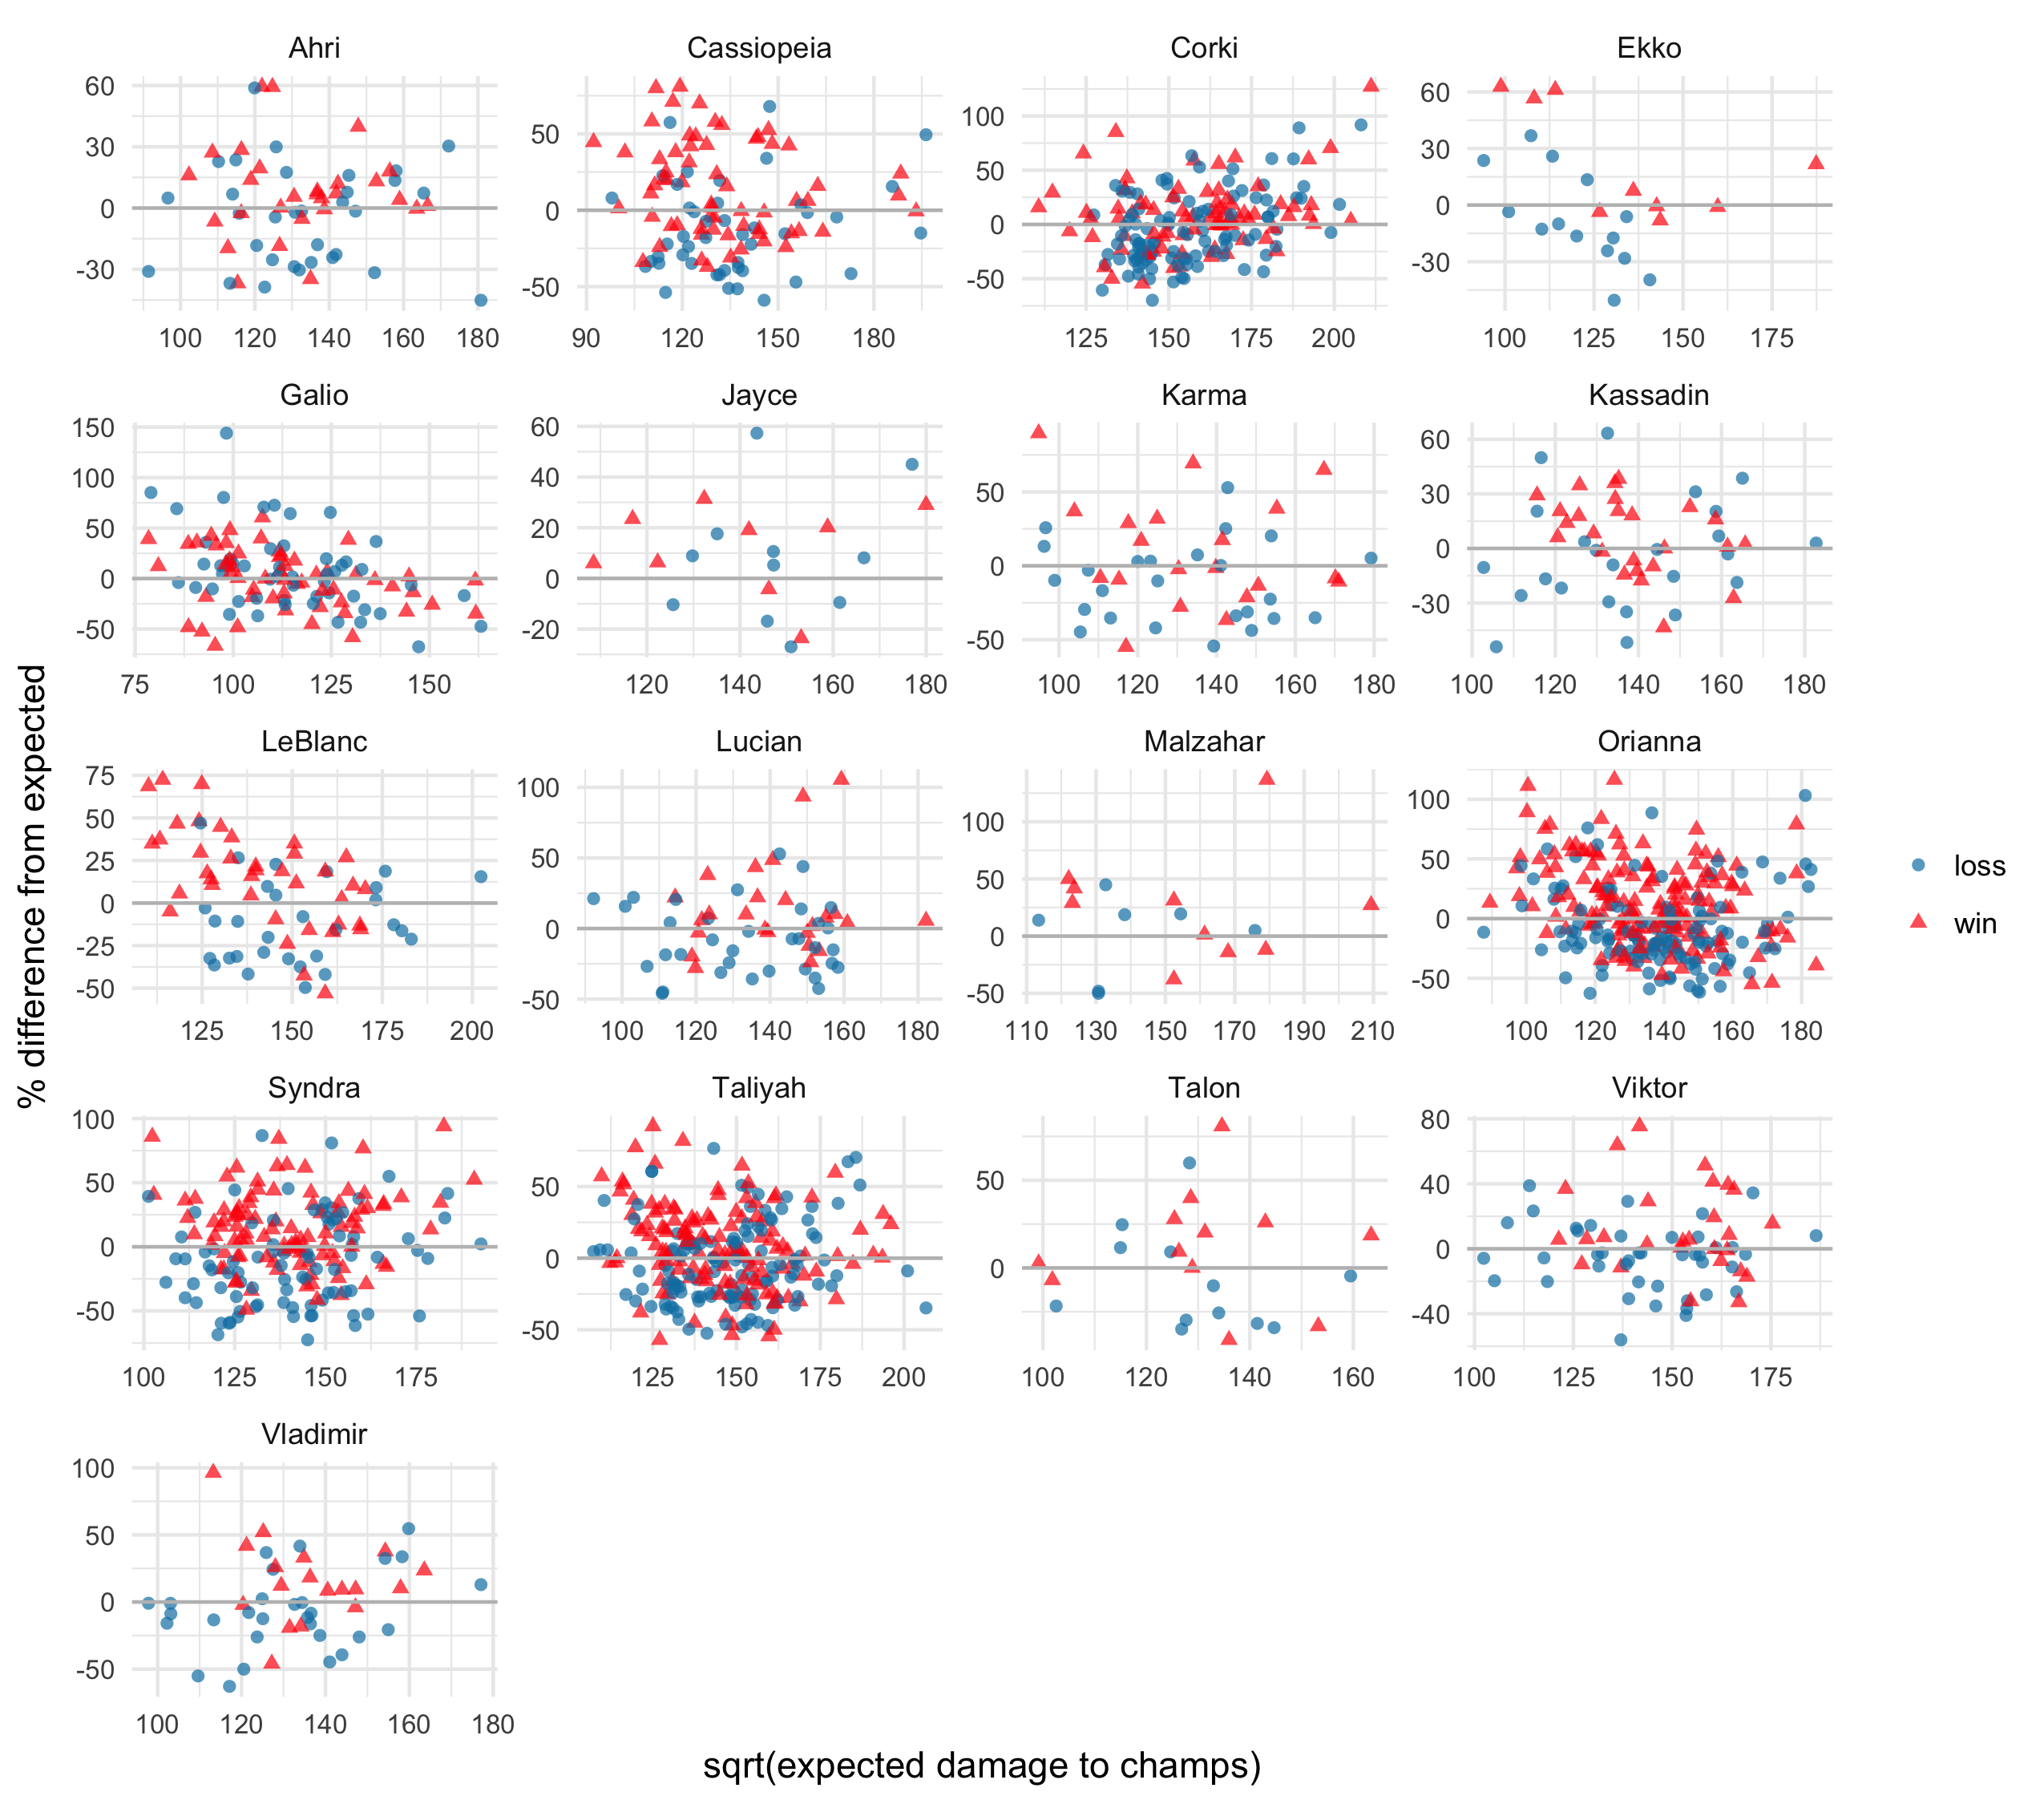 Ahri Cassiopeia Corki Ekko
60 30 0 -30
50 0 -50
100 50 0 -50
60 30 0 -30
100 120 140 160 180
90 120 150 180
125 150 175 200
100 125 150 175
Galio Jayce Karma Kassadin
150 100 50 0 -50
60 40 20 0 -20
50 0 -50
60 30 0 -30
75 100 125 150
120 140 160 180
100 120 140 160 180
100 120 140 160 180
LeBlanc Lucian Malzahar Orianna
75 50 25 0 -25 -50
100 50 0 -50
100 50 0 -50
100 50 0 -50
125 150 175 200
100 120 140 160 180
110 130 150 170 190 210
100 120 140 160 180
Syndra Taliyah Talon Viktor
100 50 0 -50
50 0 -50
50 0
80 40 0 -40
100 125 150 175
125 150 175 200
100 120 140 160
100 125 150 175
Vladimir
100 50 0 -50
100 120 140 160 180
% difference from expected
sqrt(expected damage to champs)
loss
win